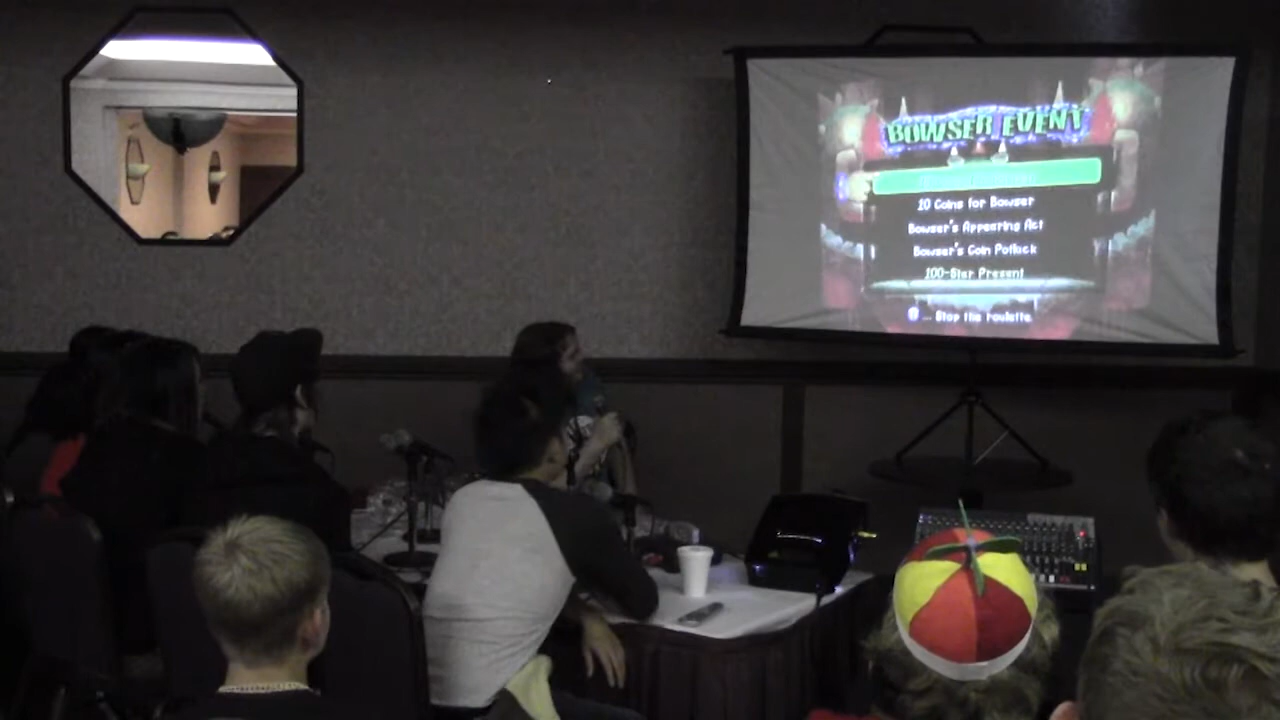 BOWSER EVENT
10 Coins for Bowser
Bowser's Appearing Act
Bowser's Coin Potluck
100-Star Present
... Stop the roulette.